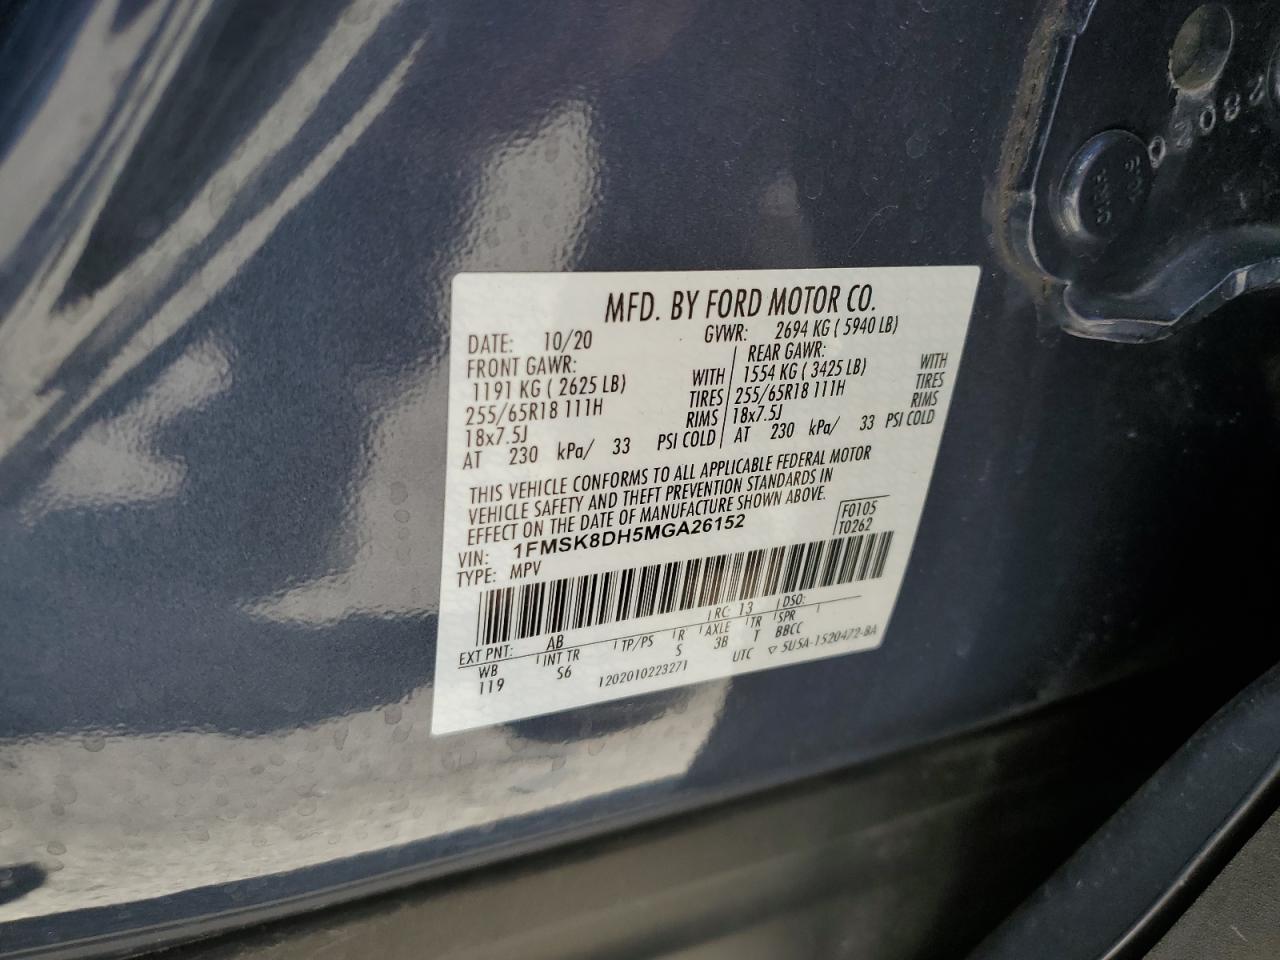 MFD. BY FORD MOTOR CO.
DATE: 10/20 GVWR: 2694 KG ( 5940 LB)
FRONT GAWR: REAR GAWR:
1191 KG ( 2625 LB) WITH 1554 KG ( 3425 LB) WITH
255/65R18 111H TIRES 255/65R18 111H TIRES
18x7.5J RIMS 18x7.5J RIMS
AT 230 kPa/ 33 PSI COLD AT 230 kPa/ 33 PSI COLD
THIS VEHICLE CONFORMS TO ALL APPLICABLE FEDERAL MOTOR
VEHICLE SAFETY AND THEFT PREVENTION STANDARDS IN
EFFECT ON THE DATE OF MANUFACTURE SHOWN ABOVE.
F0105
T0262
VIN: 1FMSK8DH5MGA26152
TYPE: MPV
EXT PNT: AB RC: 13 DSO:
WB INT TR TP/PS R AXLE TR SPR
119 S6 S 3B T BBCC
1202010223271 UTC ▽ 5U5A-1520472-BA